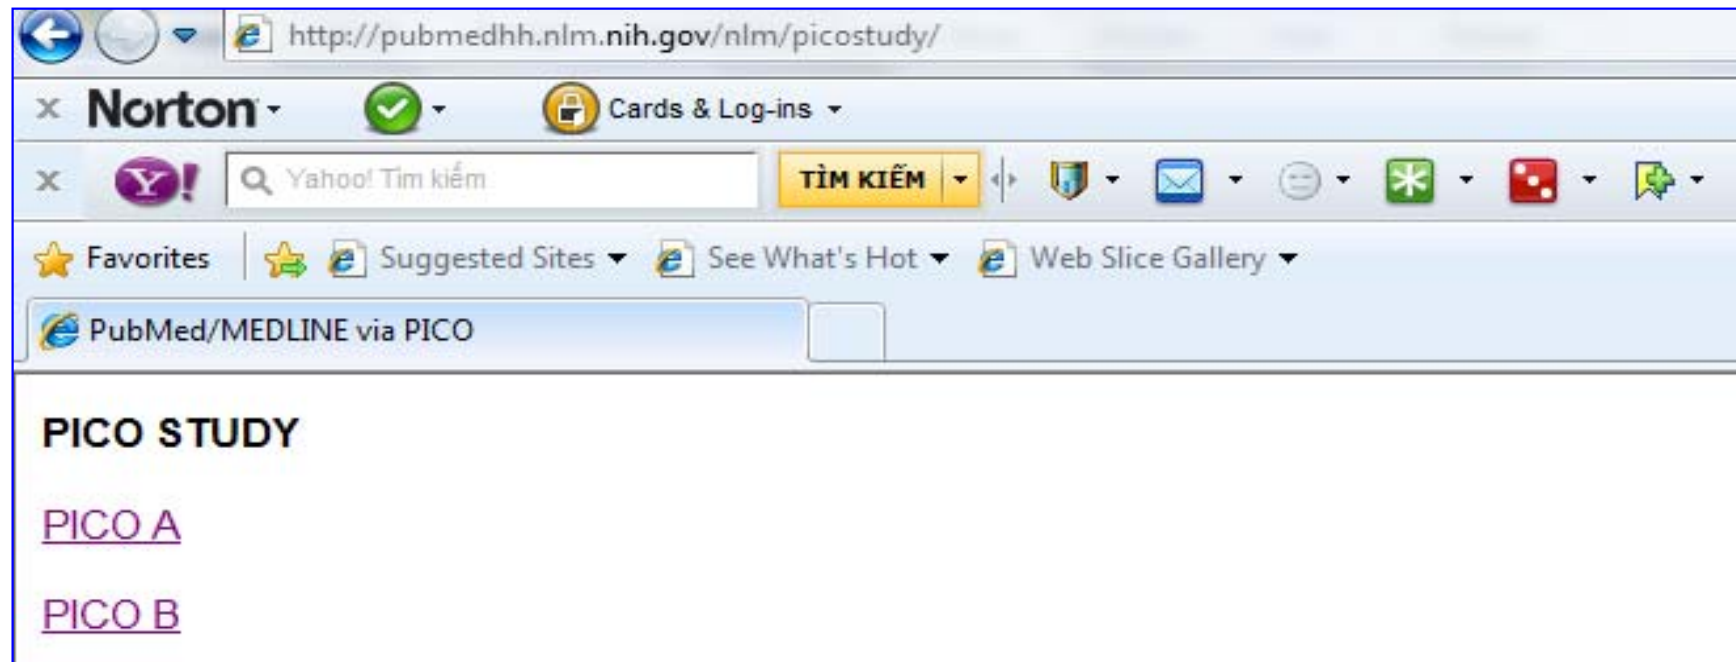 http://pubmedhh.nlm.nih.gov/nlm/picostudy/
× Norton Cards & Log-ins
× Y! Yahoo! Tìm kiếm TÌM KIẾM
Favorites Suggested Sites See What's Hot Web Slice Gallery
PubMed/MEDLINE via PICO
PICO STUDY
PICO A
PICO B